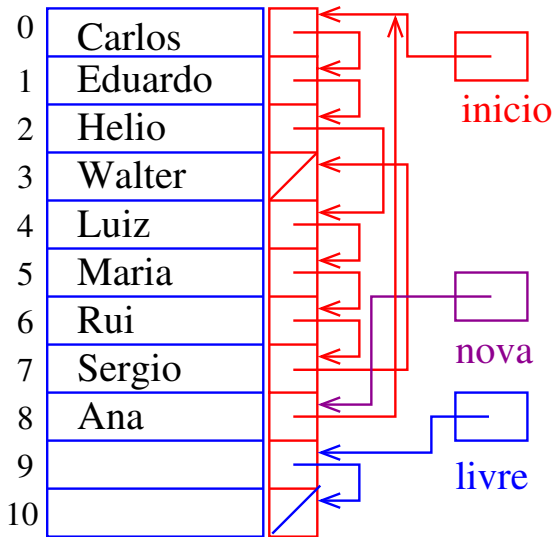 0 Carlos
1 Eduardo
inicio
2 Helio
3 Walter
4 Luiz
5 Maria
6 Rui
nova
7 Sergio
8 Ana
9
livre
10